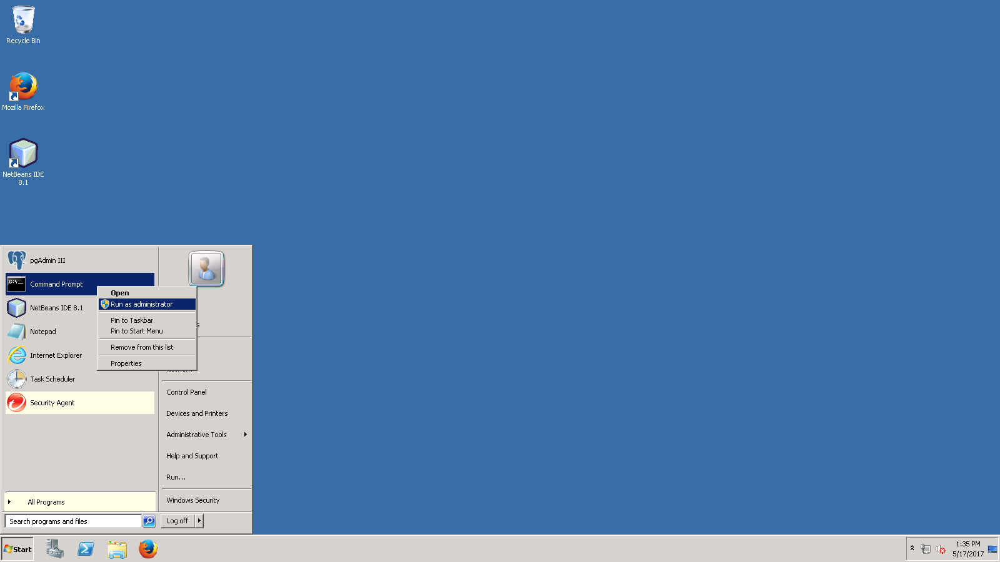 Recycle Bin
Mozilla Firefox
NetBeans IDE
8.1
pgAdmin III
Command Prompt
NetBeans IDE 8.1
Notepad
Internet Explorer
Task Scheduler
Security Agent
All Programs
Search programs and files
Open
Run as administrator
Pin to Taskbar
Pin to Start Menu
Remove from this list
Properties
Control Panel
Devices and Printers
Administrative Tools
Help and Support
Run...
Windows Security
Log off
Start
1:35 PM
5/17/2017